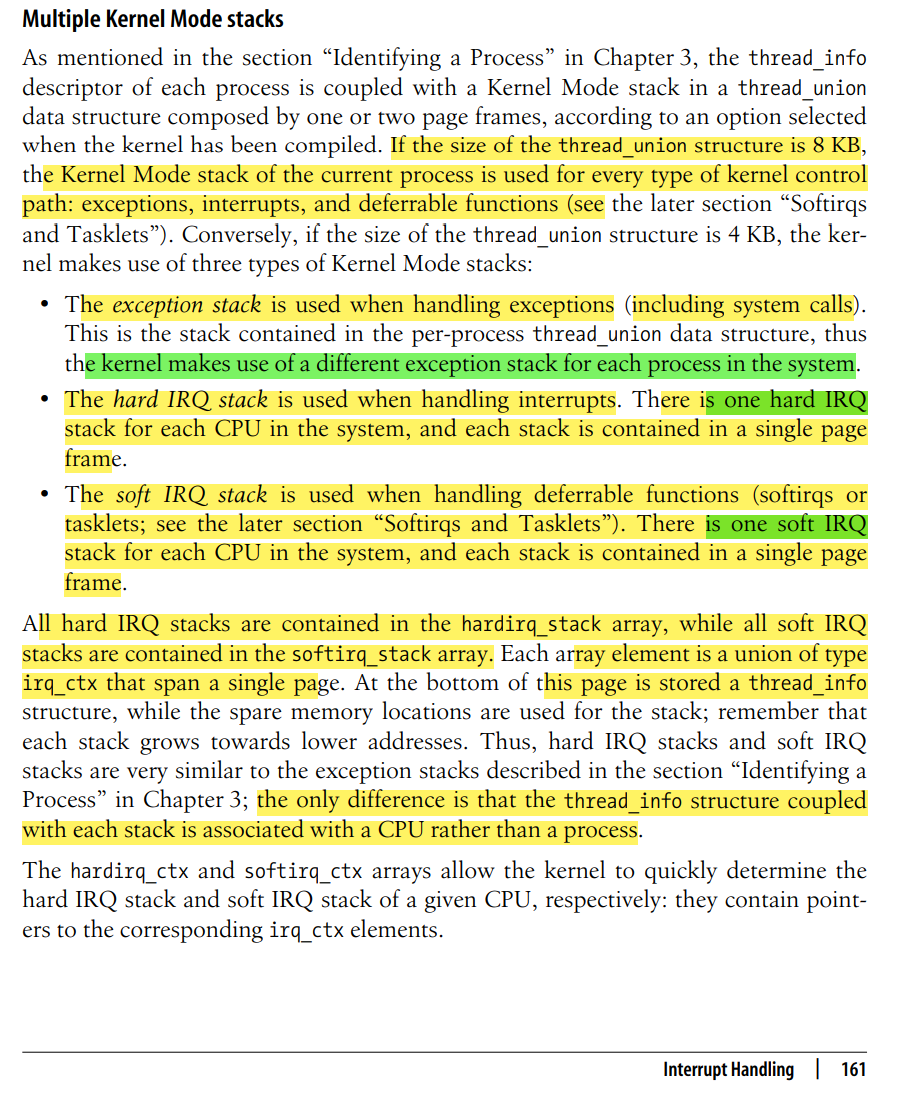 Multiple Kernel Mode stacks
As mentioned in the section “Identifying a Process” in Chapter 3, the thread_info
descriptor of each process is coupled with a Kernel Mode stack in a thread_union
data structure composed by one or two page frames, according to an option selected
when the kernel has been compiled. If the size of the thread_union structure is 8 KB,
the Kernel Mode stack of the current process is used for every type of kernel control
path: exceptions, interrupts, and deferrable functions (see the later section “Softirqs
and Tasklets”). Conversely, if the size of the thread_union structure is 4 KB, the ker-
nel makes use of three types of Kernel Mode stacks:
• The exception stack is used when handling exceptions (including system calls).
This is the stack contained in the per-process thread_union data structure, thus
the kernel makes use of a different exception stack for each process in the system.
• The hard IRQ stack is used when handling interrupts. There is one hard IRQ
stack for each CPU in the system, and each stack is contained in a single page
frame.
• The soft IRQ stack is used when handling deferrable functions (softirqs or
tasklets; see the later section “Softirqs and Tasklets”). There is one soft IRQ
stack for each CPU in the system, and each stack is contained in a single page
frame.
All hard IRQ stacks are contained in the hardirq_stack array, while all soft IRQ
stacks are contained in the softirq_stack array. Each array element is a union of type
irq_ctx that span a single page. At the bottom of this page is stored a thread_info
structure, while the spare memory locations are used for the stack; remember that
each stack grows towards lower addresses. Thus, hard IRQ stacks and soft IRQ
stacks are very similar to the exception stacks described in the section “Identifying a
Process” in Chapter 3; the only difference is that the thread_info structure coupled
with each stack is associated with a CPU rather than a process.
The hardirq_ctx and softirq_ctx arrays allow the kernel to quickly determine the
hard IRQ stack and soft IRQ stack of a given CPU, respectively: they contain point-
ers to the corresponding irq_ctx elements.
Interrupt Handling | 161